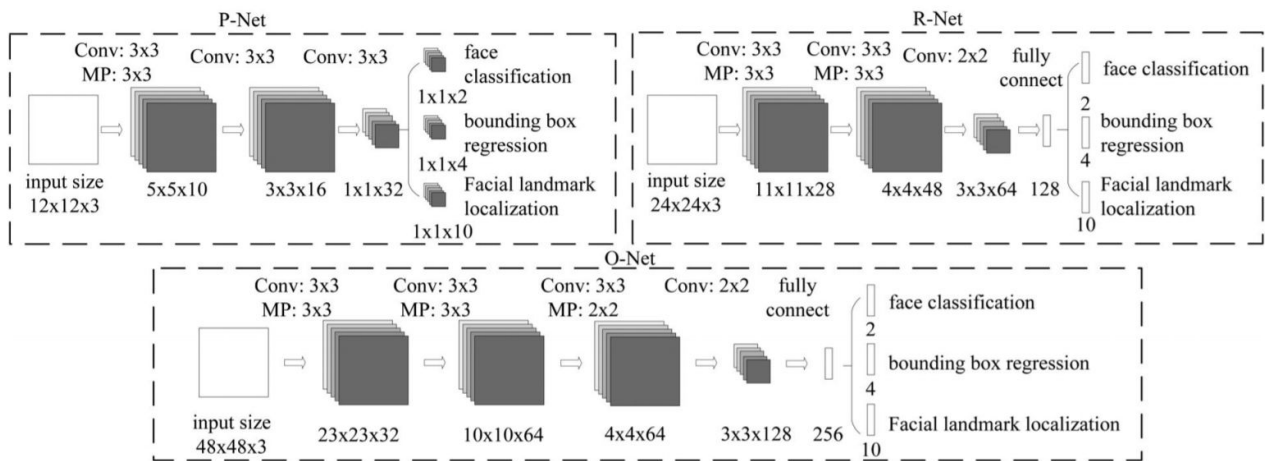 P-Net
Conv: 3x3
MP: 3x3
Conv: 3x3
Conv: 3x3
face
classification
1x1x2
bounding box
regression
1x1x4
Facial landmark
localization
1x1x10
input size
12x12x3
5x5x10
3x3x16
1x1x32
R-Net
Conv: 3x3
MP: 3x3
Conv: 3x3
MP: 3x3
Conv: 2x2
fully
connect
face classification
2
bounding box
regression
4
Facial landmark
localization
10
input size
24x24x3
11x11x28
4x4x48
3x3x64
128
O-Net
Conv: 3x3
MP: 3x3
Conv: 3x3
MP: 3x3
Conv: 3x3
MP: 2x2
Conv: 2x2
fully
connect
face classification
2
bounding box regression
4
Facial landmark localization
10
input size
48x48x3
23x23x32
10x10x64
4x4x64
3x3x128
256